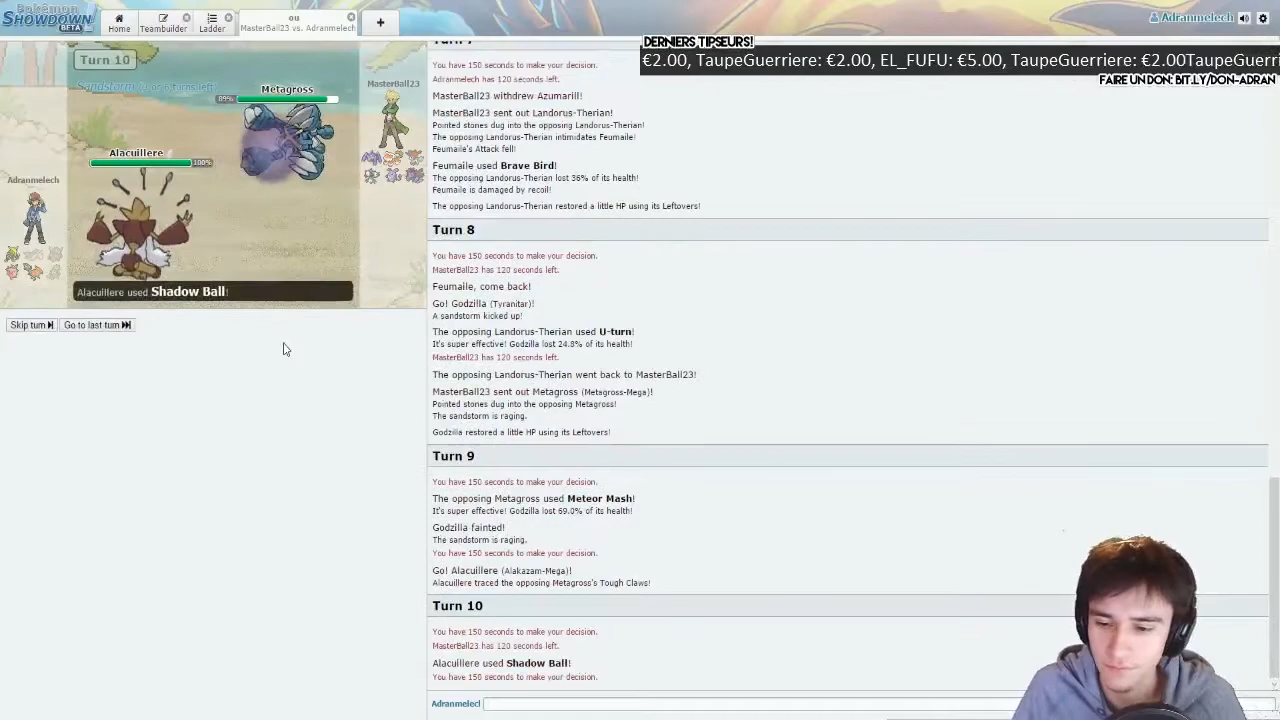 Pokémon
SHOWDOWN
BETA
Home
Teambuilder
Ladder
ou
MasterBall23 vs. Adranmelech
+
Adranmelech
DERNIERS TIPSEURS!
€2.00, TaupeGuerriere: €2.00, EL_FUFU: €5.00, TaupeGuerriere: €2.00TaupeGuerri
FAIRE UN DON: BIT.LY/DON-ADRAN
Turn 10
Metagross
89%
MasterBall23
Alacuillere
100%
Adranmelech
Alacuillere used Shadow Ball!
Skip turn
Go to last turn
You have 150 seconds to make your decision.
Adranmelech has 120 seconds left.
MasterBall23 withdrew Azumarill!
MasterBall23 sent out Landorus-Therian!
Pointed stones dug into the opposing Landorus-Therian!
The opposing Landorus-Therian intimidates Feumaile!
Feumaile's Attack fell!
Feumaile used Brave Bird!
The opposing Landorus-Therian lost 36% of its health!
Feumaile is damaged by recoil!
The opposing Landorus-Therian restored a little HP using its Leftovers!
Turn 8
You have 150 seconds to make your decision.
MasterBall23 has 120 seconds left.
Feumaile, come back!
Go! Godzilla (Tyranitar)!
A sandstorm kicked up!
The opposing Landorus-Therian used U-turn!
It's super effective! Godzilla lost 24.8% of its health!
MasterBall23 has 120 seconds left.
The opposing Landorus-Therian went back to MasterBall23!
MasterBall23 sent out Metagross (Metagross-Mega)!
Pointed stones dug into the opposing Metagross!
The sandstorm is raging.
Godzilla restored a little HP using its Leftovers!
Turn 9
You have 150 seconds to make your decision.
The opposing Metagross used Meteor Mash!
It's super effective! Godzilla lost 69.0% of its health!
Godzilla fainted!
The sandstorm is raging.
You have 150 seconds to make your decision.
Go! Alacuillere (Alakazam-Mega)!
Alacuillere traced the opposing Metagross's Tough Claws!
Turn 10
You have 150 seconds to make your decision.
MasterBall23 has 120 seconds left.
Alacuillere used Shadow Ball!
You have 150 seconds to make your decision.
Adranmelecl